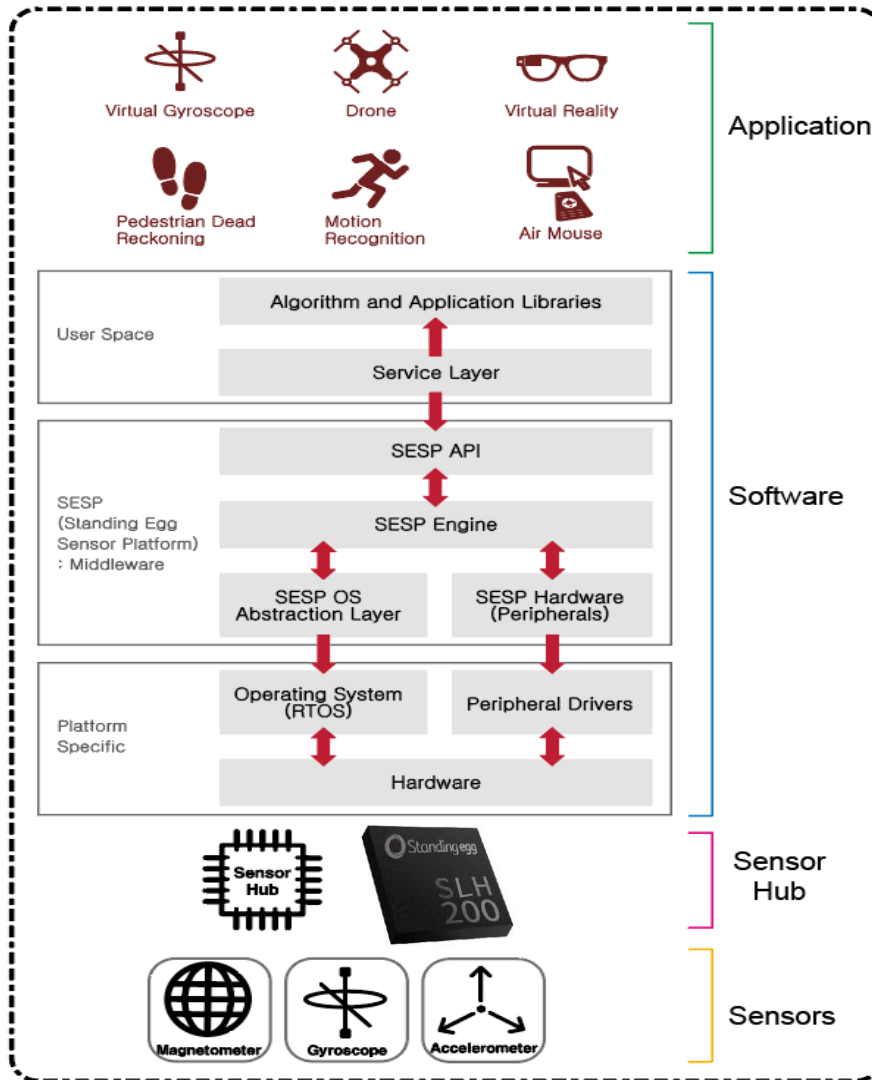 Virtual Gyroscope
Drone
Virtual Reality
Application
Pedestrian Dead
Reckoning
Motion
Recognition
Air Mouse
User Space
Algorithm and Application Libraries
Service Layer
SESP
(Standing Egg
Sensor Platform)
: Middleware
SESP API
SESP Engine
SESP OS
Abstraction Layer
SESP Hardware
(Peripherals)
Software
Platform
Specific
Operating System
(RTOS)
Peripheral Drivers
Hardware
Sensor
Hub
Standing egg
SLH
200
Sensor
Hub
Magnetometer
Gyroscope
Accelerometer
Sensors